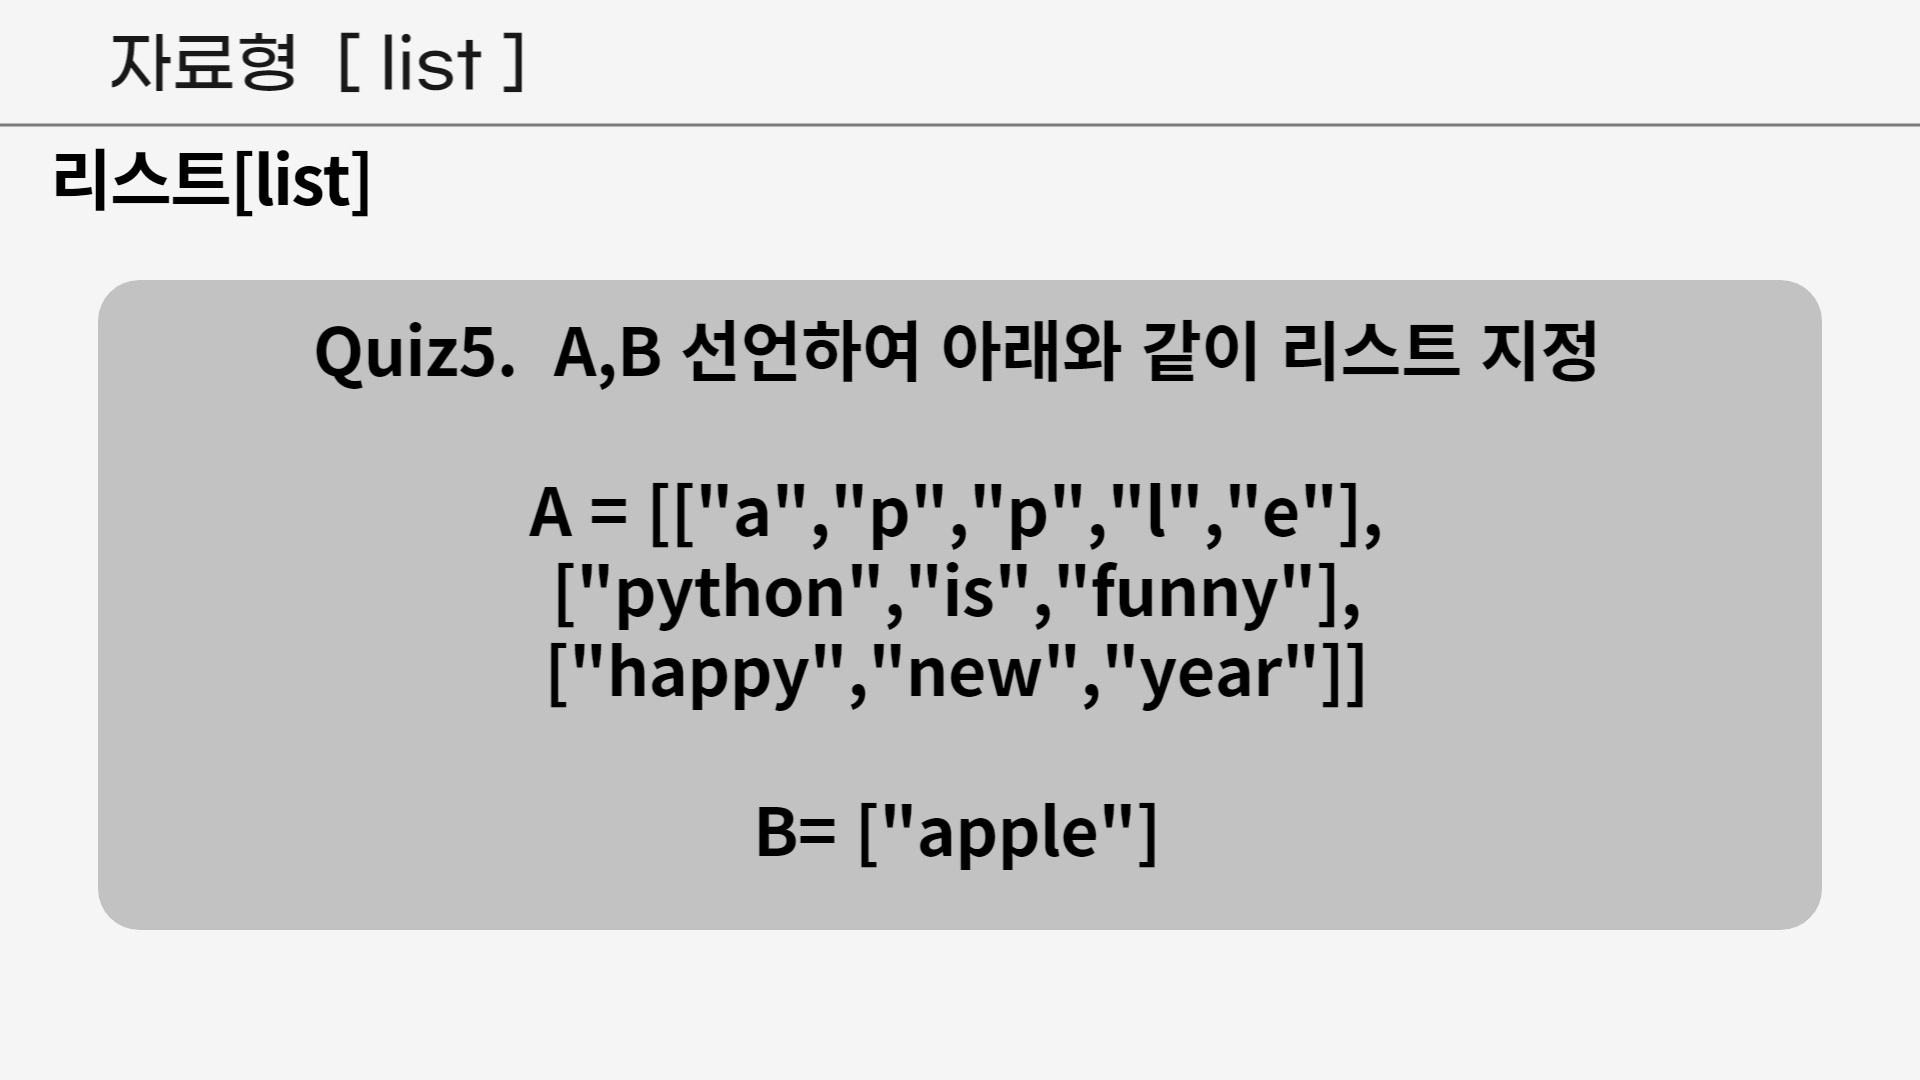 자료형 [ list ]
리스트[list]
Quiz5. A,B 선언하여 아래와 같이 리스트 지정
A = [["a","p","p","l","e"],
["python","is","funny"],
["happy","new","year"]]
B= ["apple"]